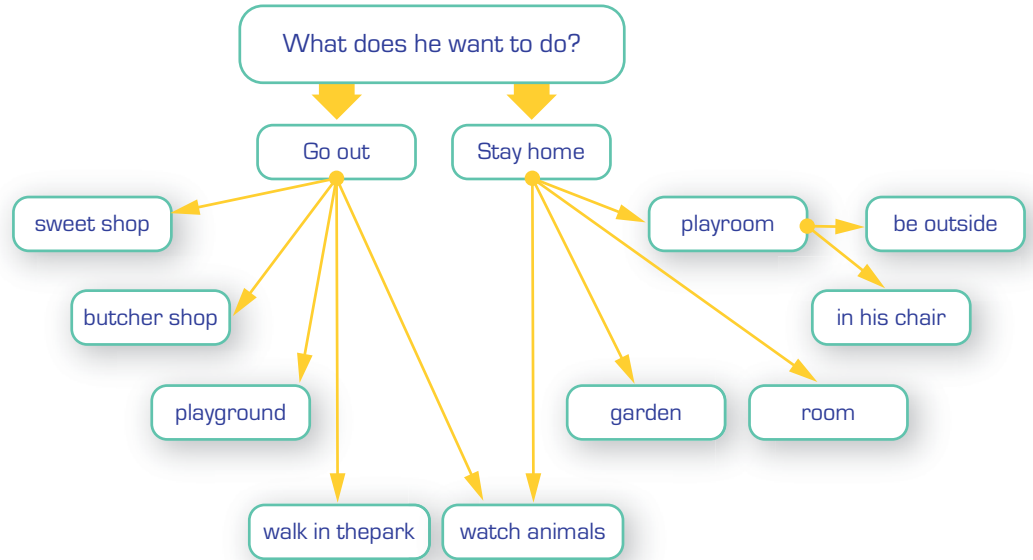 What does he want to do?
Go out
Stay home
sweet shop
playroom
be outside
butcher shop
in his chair
playground
garden
room
walk in thepark
watch animals